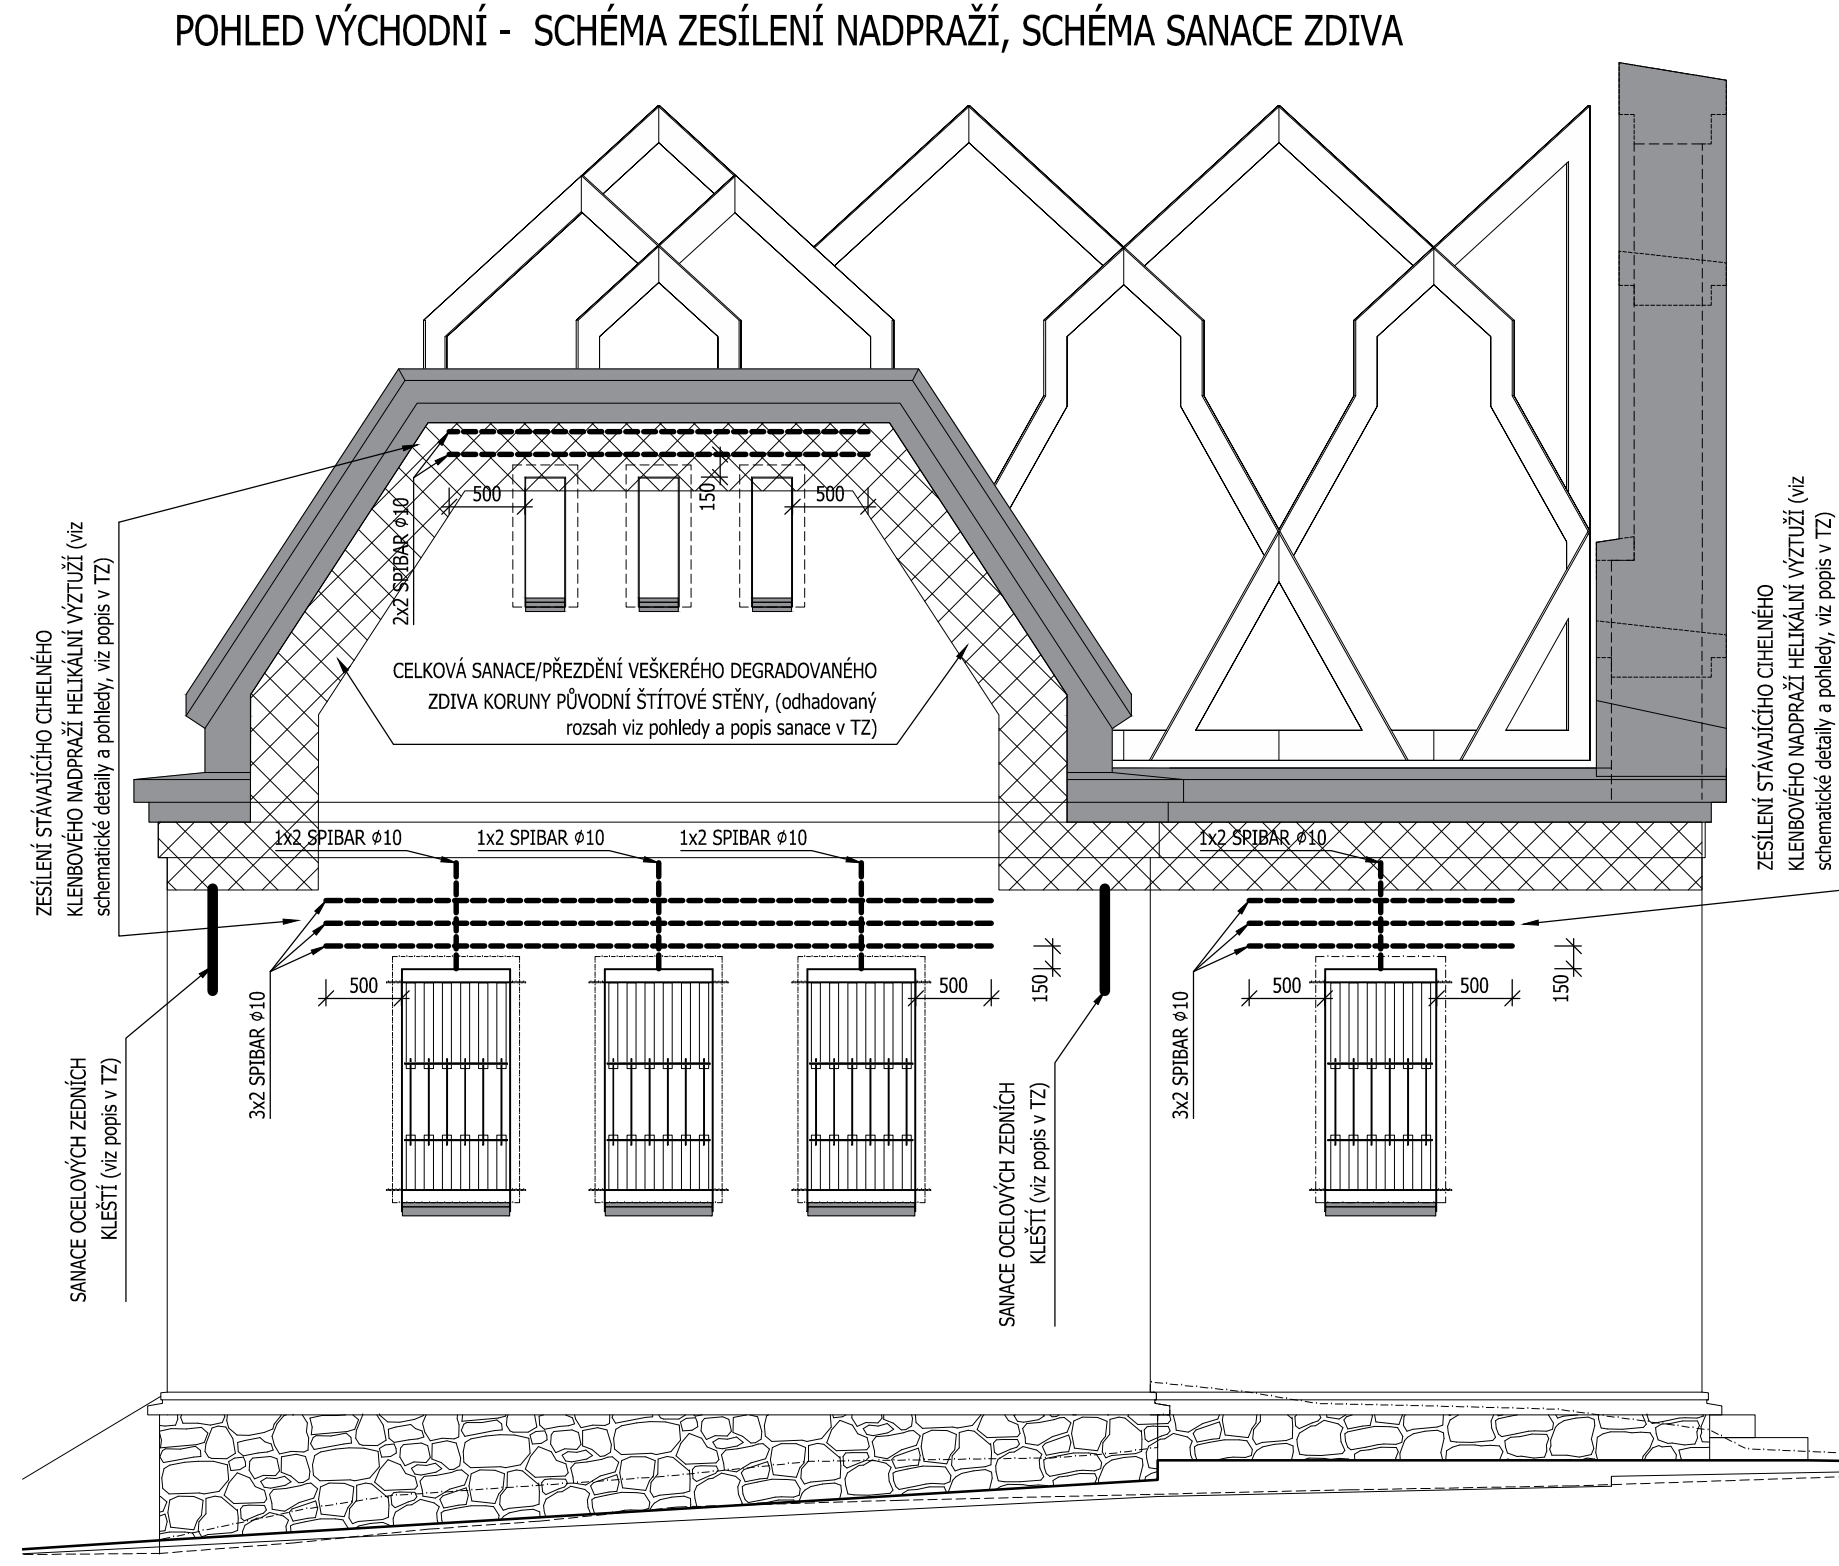 POHLED VÝCHODNÍ - SCHÉMA ZESÍLENÍ NADPRAŽÍ, SCHÉMA SANACE ZDIVA
ZESÍLENÍ STÁVAJÍCÍHO CIHELNÉHO
KLENBOVÉHO NADPRAŽÍ HELIKÁLNÍ VÝZTUŽÍ (viz
schematické detaily a pohledy, viz popis v TZ)
2x2 SPIBAR ϕ10
500
150
500
CELKOVÁ SANACE/PŘEZDĚNÍ VEŠKERÉHO DEGRADOVANÉHO
ZDIVA KORUNY PŮVODNÍ ŠTÍTOVÉ STĚNY, (odhadovaný
rozsah viz pohledy a popis sanace v TZ)
ZESÍLENÍ STÁVAJÍCÍHO CIHELNÉHO
KLENBOVÉHO NADPRAŽÍ HELIKÁLNÍ VÝZTUŽÍ (viz
schematické detaily a pohledy, viz popis v TZ)
1x2 SPIBAR ϕ10
1x2 SPIBAR ϕ10
1x2 SPIBAR ϕ10
1x2 SPIBAR ϕ10
500
500
150
500
500
150
3x2 SPIBAR ϕ10
3x2 SPIBAR ϕ10
SANACE OCELOVÝCH ZEDNÍCH
KLEŠTÍ (viz popis v TZ)
SANACE OCELOVÝCH ZEDNÍCH
KLEŠTÍ (viz popis v TZ)